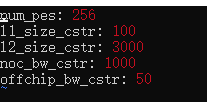 num_pes: 256
l1_size_cstr: 100
l2_size_cstr: 3000
noc_bw_cstr: 1000
offchip_bw_cstr: 50
~